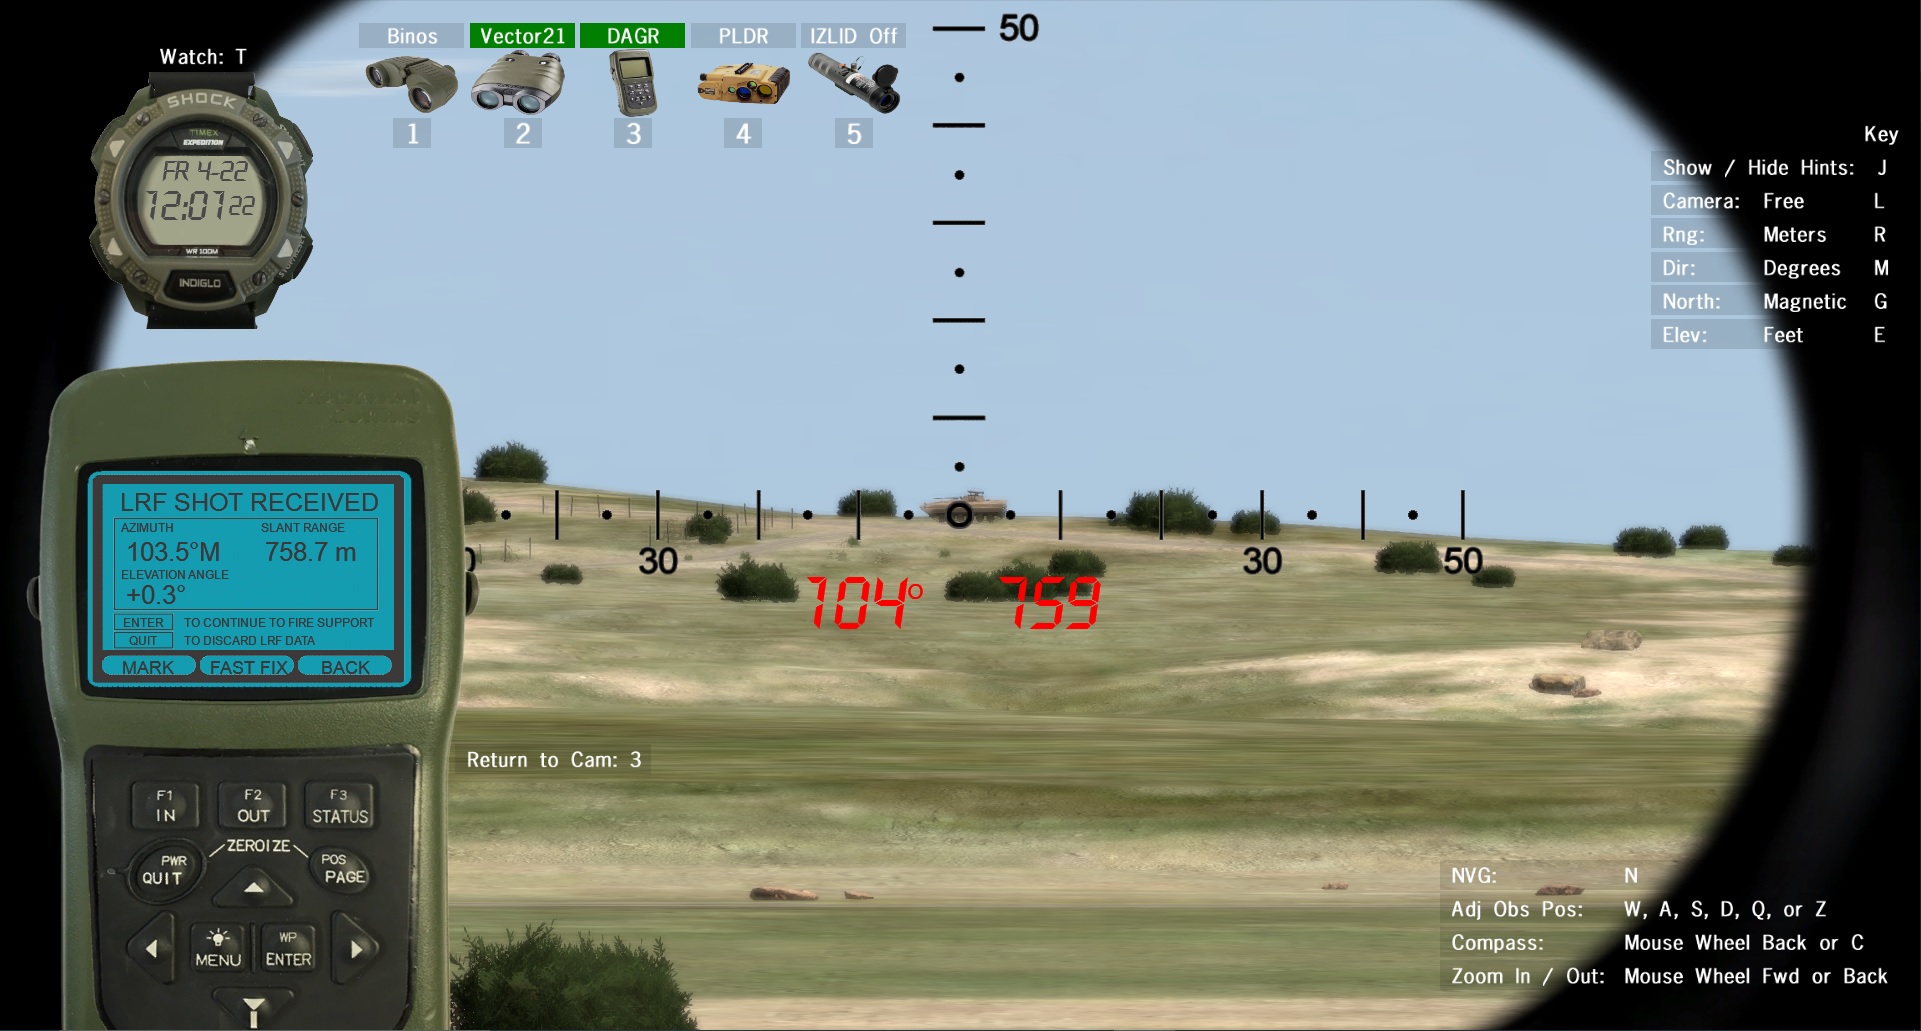 Watch: T
SHOCK
TIMEX
EXPEDITION
FR 4-22
12:07 22
WR 100M
INDIGLO
Binos Vector21 DAGR PLDR IZLID Off
1 2 3 4 5
50
Key
Show / Hide Hints: J
Camera: Free L
Rng: Meters R
Dir: Degrees M
North: Magnetic G
Elev: Feet E
30 30 50
104° 759
LRF SHOT RECEIVED
AZIMUTH SLANT RANGE
103.5°M 758.7 m
ELEVATION ANGLE
+0.3°
ENTER TO CONTINUE TO FIRE SUPPORT
QUIT TO DISCARD LRF DATA
MARK FAST FIX BACK
Return to Cam: 3
F1 F2 F3
IN OUT STATUS
ZEROIZE
PWR POS
QUIT PAGE
WP
MENU ENTER
NVG: N
Adj Obs Pos: W, A, S, D, Q, or Z
Compass: Mouse Wheel Back or C
Zoom In / Out: Mouse Wheel Fwd or Back